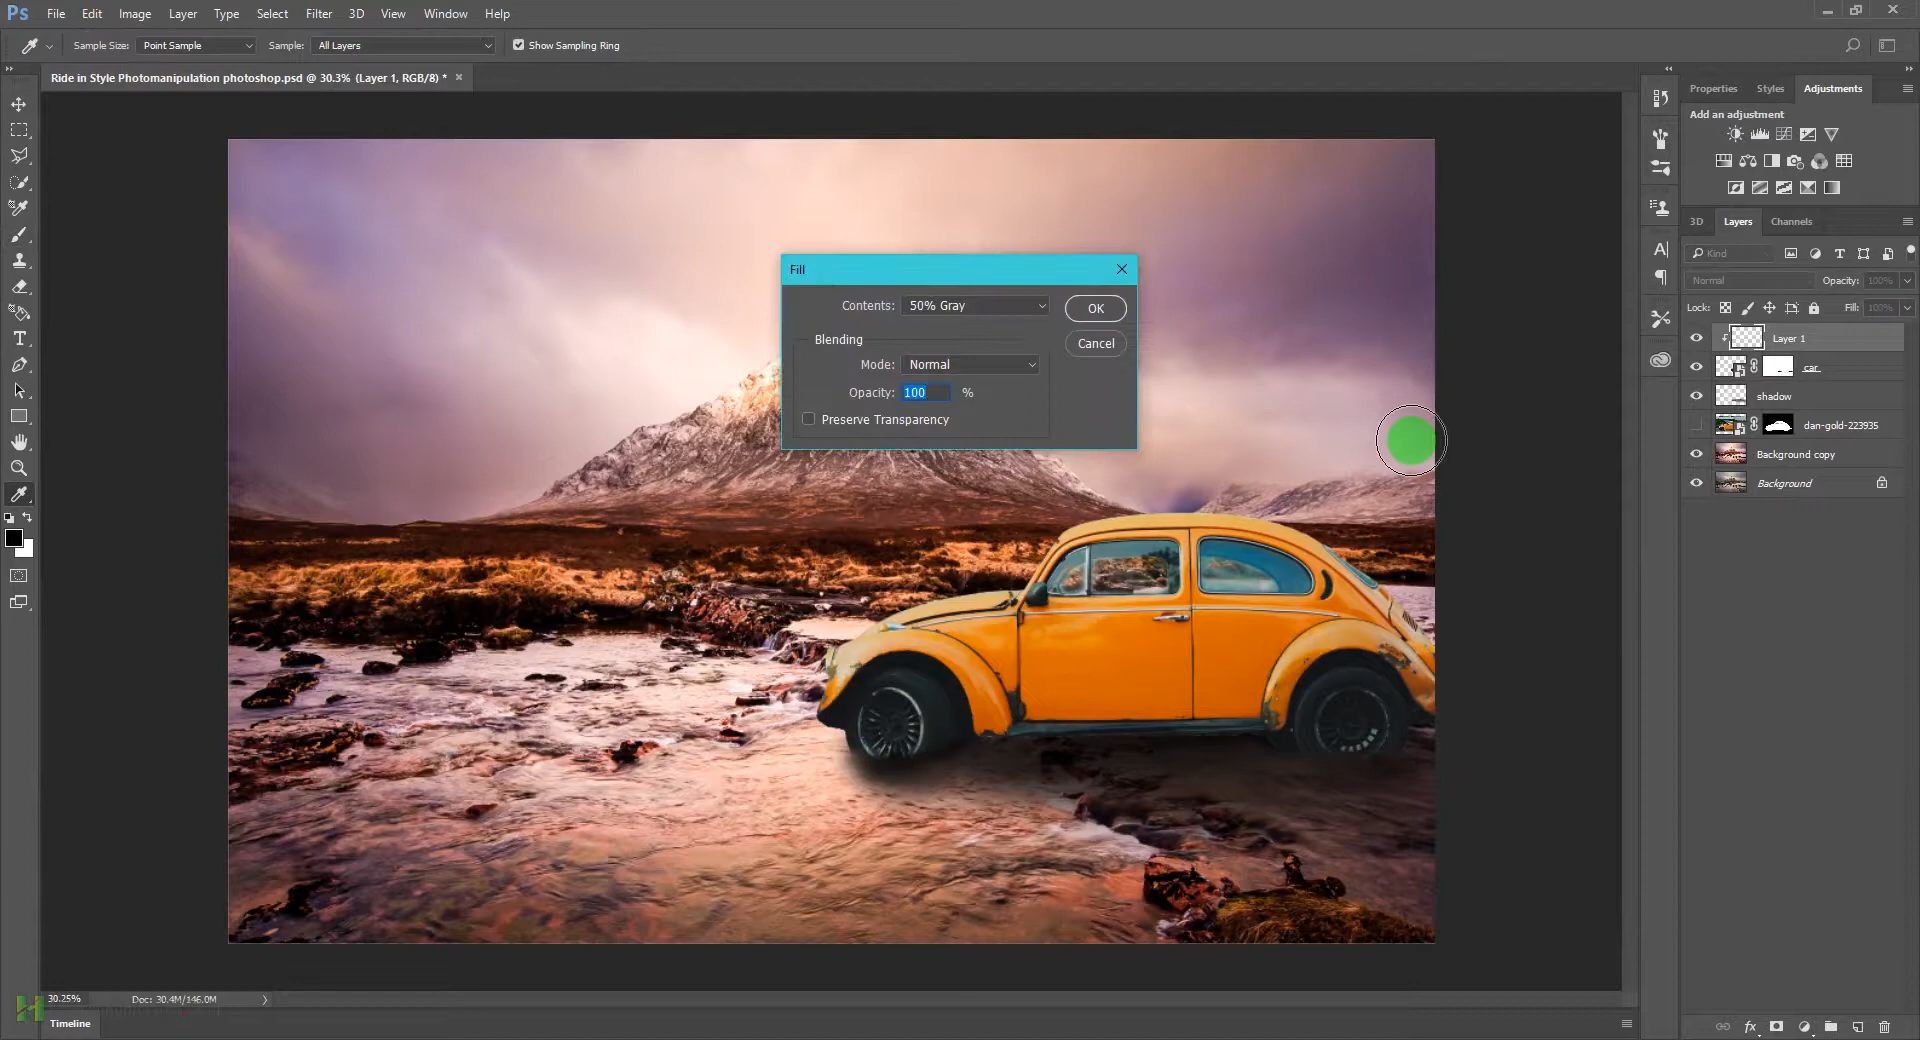 Ps File Edit Image Layer Type Select Filter 3D View Window Help
Sample Size: Point Sample Sample: All Layers Show Sampling Ring
Ride in Style Photomanipulation photoshop.psd @ 30.3% (Layer 1, RGB/8) *
Properties Styles Adjustments
Add an adjustment
3D Layers Channels
Kind
Normal Opacity: 100%
Lock: Fill: 100%
Layer 1
car
shadow
dan-gold-223935
Background copy
Background
Fill
Contents: 50% Gray OK
Blending Cancel
Mode: Normal
Opacity: 100 %
Preserve Transparency
30.25% Doc: 30.4M/146.0M
Timeline